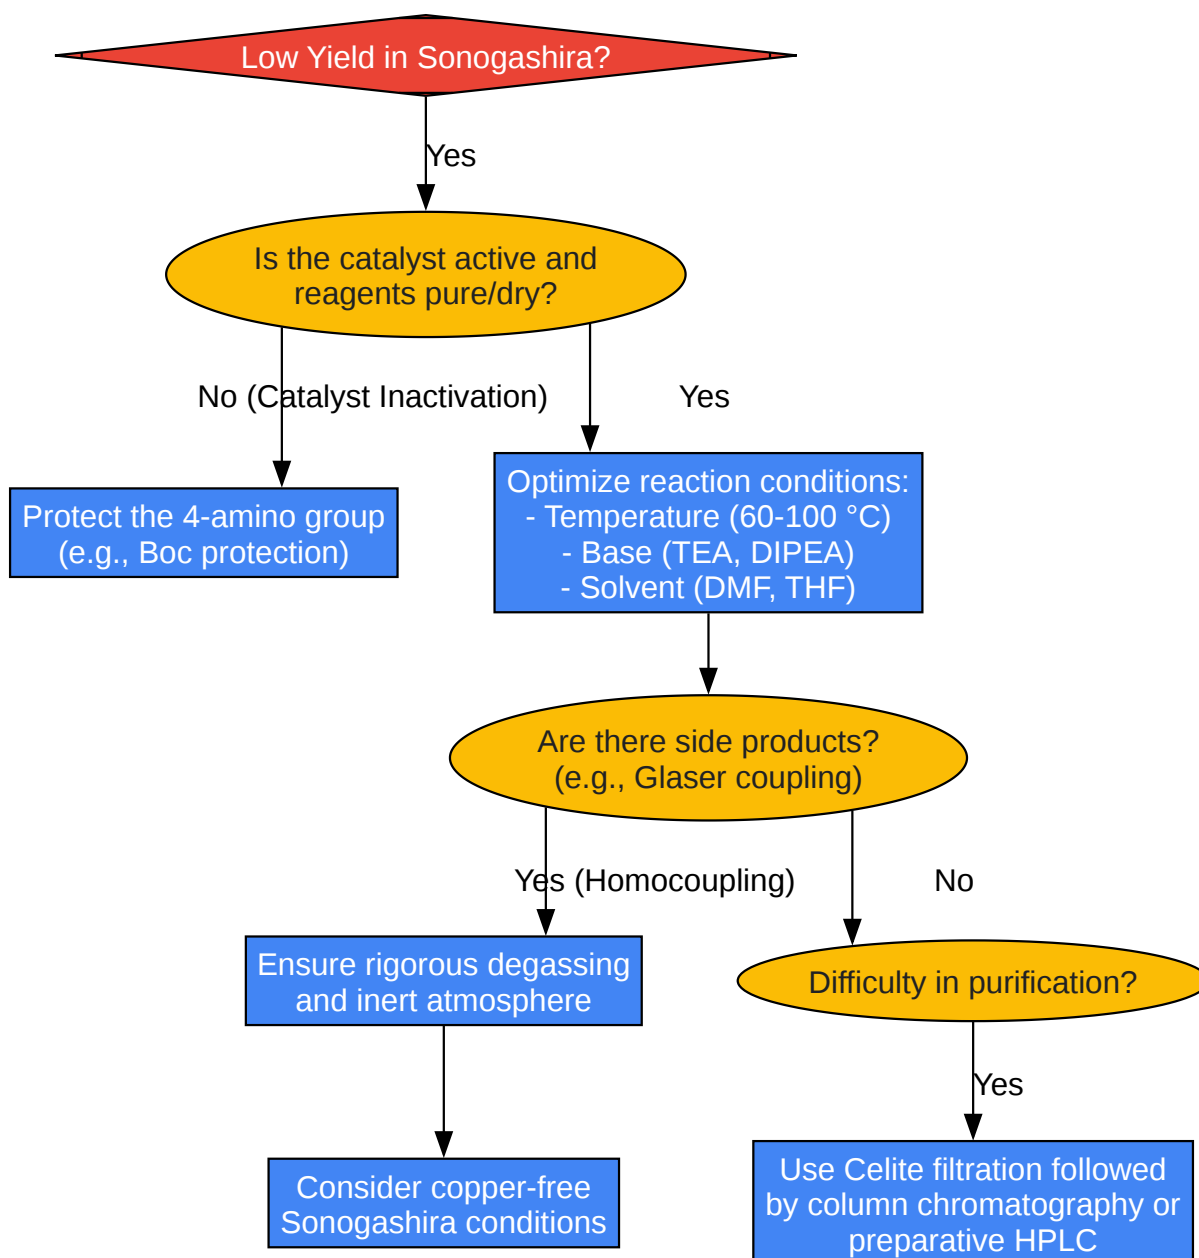 Low Yield in Sonogashira?
Yes
Is the catalyst active and
reagents pure/dry?
No (Catalyst Inactivation)
Yes
Protect the 4-amino group
(e.g., Boc protection)
Optimize reaction conditions:
- Temperature (60-100 °C)
- Base (TEA, DIPEA)
- Solvent (DMF, THF)
Are there side products?
(e.g., Glaser coupling)
Yes (Homocoupling)
No
Ensure rigorous degassing
and inert atmosphere
Difficulty in purification?
Yes
Consider copper-free
Sonogashira conditions
Use Celite filtration followed
by column chromatography or
preparative HPLC